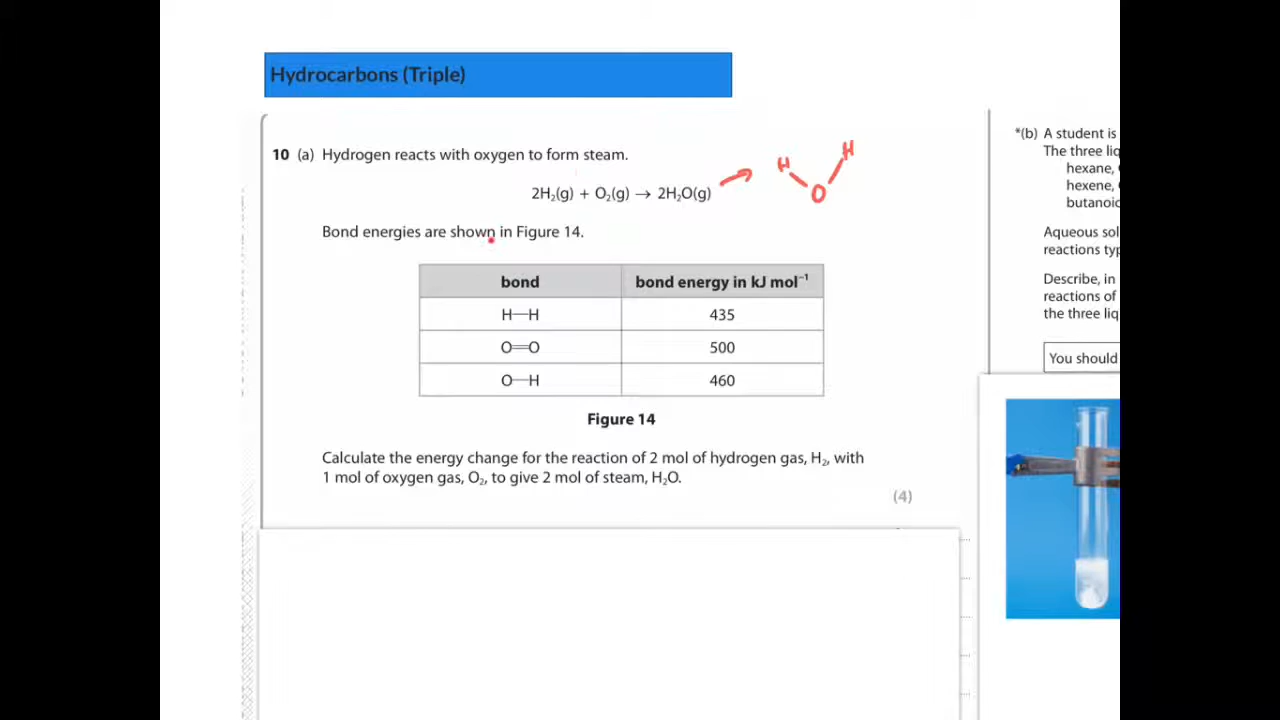 Hydrocarbons (Triple)
10 (a) Hydrogen reacts with oxygen to form steam.
2H₂(g) + O₂(g) → 2H₂O(g)
H H
O
Bond energies are shown in Figure 14.
bond bond energy in kJ mol⁻¹
H—H 435
O═O 500
O—H 460
Figure 14
Calculate the energy change for the reaction of 2 mol of hydrogen gas, H₂, with
1 mol of oxygen gas, O₂, to give 2 mol of steam, H₂O.
(4)
*(b) A student is
The three liq
hexane,
hexene,
butanoic
Aqueous sol
reactions typ
Describe, in
reactions of
the three liq
You should